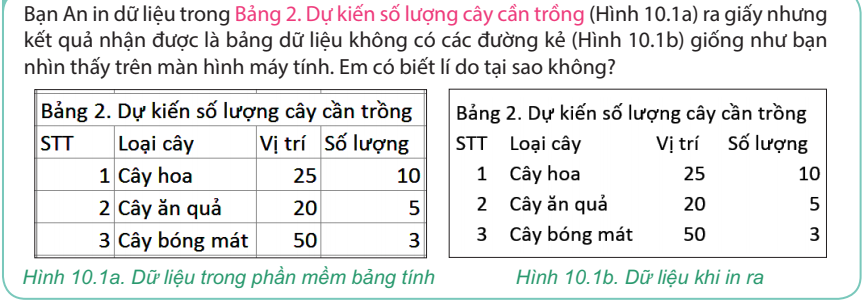 Bạn An in dữ liệu trong Bảng 2. Dự kiến số lượng cây cần trồng (Hình 10.1a) ra giấy nhưng
kết quả nhận được là bảng dữ liệu không có các đường kẻ (Hình 10.1b) giống như bạn
nhìn thấy trên màn hình máy tính. Em có biết lí do tại sao không?
Bảng 2. Dự kiến số lượng cây cần trồng
STT Loại cây Vị trí Số lượng
1 Cây hoa 25 10
2 Cây ăn quả 20 5
3 Cây bóng mát 50 3
Hình 10.1a. Dữ liệu trong phần mềm bảng tính
Bảng 2. Dự kiến số lượng cây cần trồng
STT Loại cây Vị trí Số lượng
1 Cây hoa 25 10
2 Cây ăn quả 20 5
3 Cây bóng mát 50 3
Hình 10.1b. Dữ liệu khi in ra